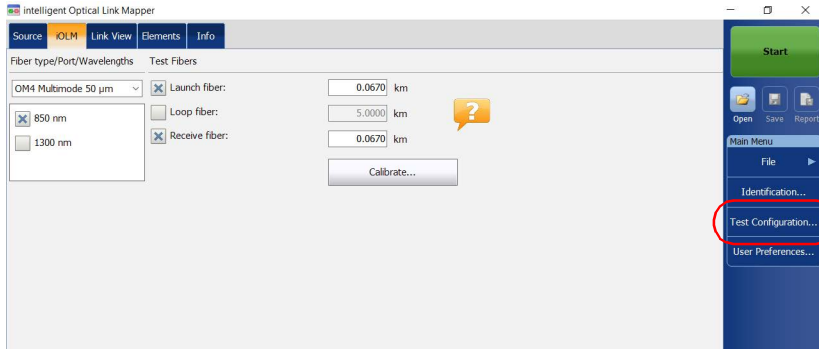 intelligent Optical Link Mapper
Source iOLM Link View Elements Info
Fiber type/Port/Wavelengths Test Fibers
OM4 Multimode 50 µm
850 nm
1300 nm
Launch fiber: 0.0670 km
Loop fiber: 5.0000 km
Receive fiber: 0.0670 km
?
Calibrate...
Start
Open Save Report
Main Menu
File
Identification...
Test Configuration...
User Preferences...